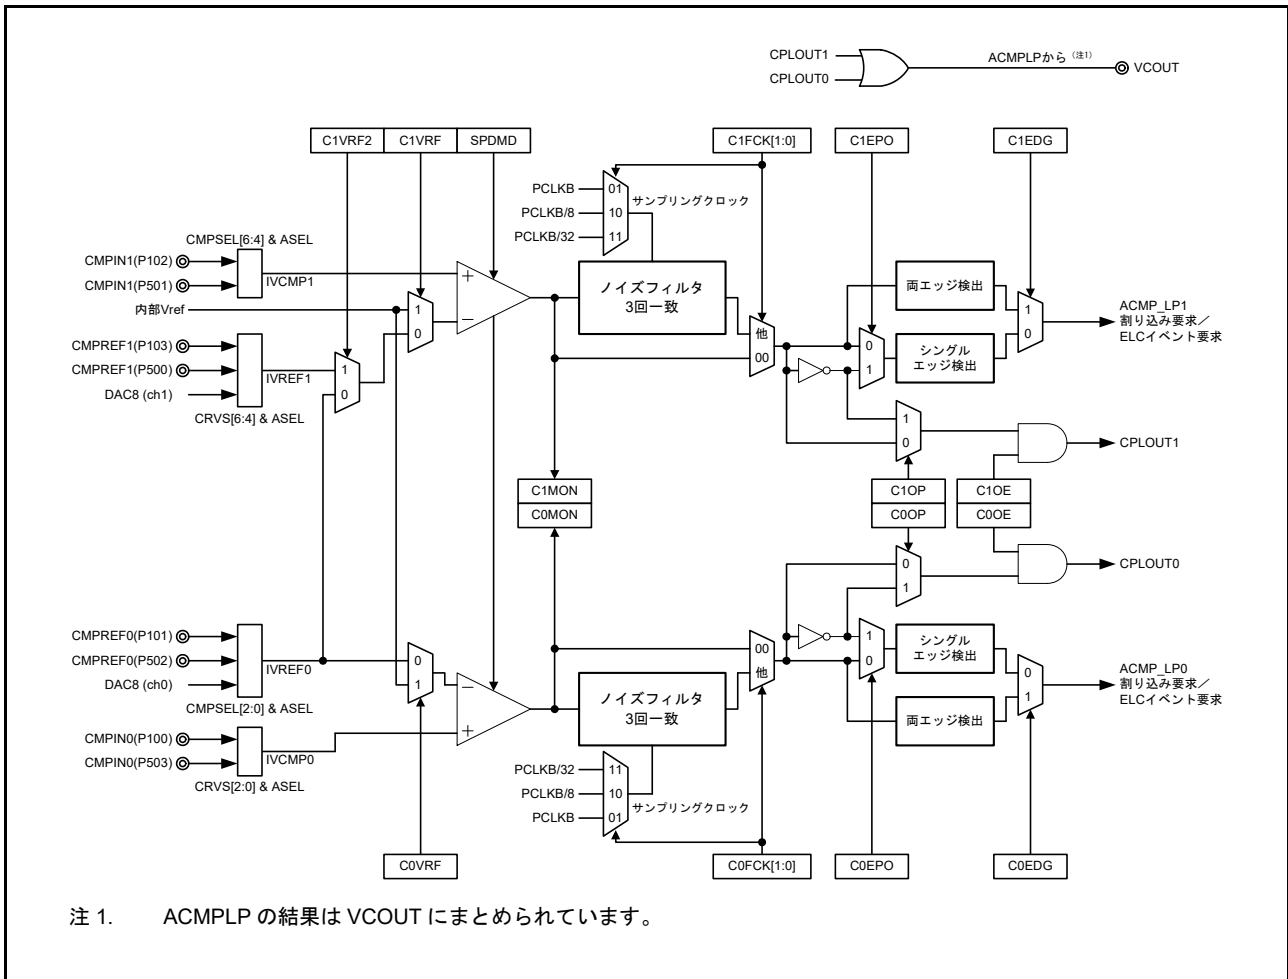 CPLOUT1
CPLOUT0
ACMPLPから（注1）
VCOUT
C1VRF2
C1VRF
SPDMD
C1FCK[1:0]
C1EPO
C1EDG
PCLKB
PCLKB/8
PCLKB/32
01
10
11
サンプリングクロック
CMPSEL[6:4] & ASEL
CMPIN1(P102)
CMPIN1(P501)
IVCMP1
内部Vref
CMPREF1(P103)
CMPREF1(P500)
DAC8 (ch1)
IVREF1
CRVS[6:4] & ASEL
1
0
1
0
+
−
ノイズフィルタ
3回一致
他
00
両エッジ検出
0
1
シングル
エッジ検出
1
0
ACMP_LP1
割り込み要求／
ELCイベント要求
1
0
CPLOUT1
C1MON
C0MON
C1OP
C0OP
C1OE
C0OE
0
1
CPLOUT0
CMPREF0(P101)
CMPREF0(P502)
DAC8 (ch0)
IVREF0
CMPSEL[2:0] & ASEL
CMPIN0(P100)
CMPIN0(P503)
IVCMP0
CRVS[2:0] & ASEL
0
1
−
+
ノイズフィルタ
3回一致
00
他
1
0
シングル
エッジ検出
両エッジ検出
0
1
ACMP_LP0
割り込み要求／
ELCイベント要求
PCLKB/32
PCLKB/8
PCLKB
11
10
01
サンプリングクロック
C0VRF
C0FCK[1:0]
C0EPO
C0EDG
注 1. ACMPLP の結果は VCOUT にまとめられています。